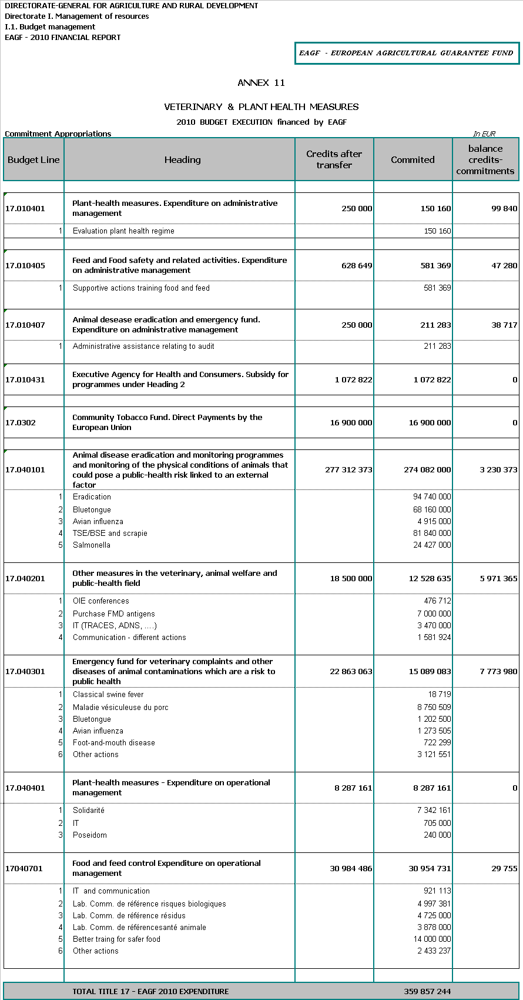 DIRECTORATE-GENERAL FOR AGRICULTURE AND RURAL DEVELOPMENT
Directorate I. Management of resources
I.1. Budget management
EAGF - 2010 FINANCIAL REPORT
EAGF - EUROPEAN AGRICULTURAL GUARANTEE FUND
ANNEX 11
VETERINARY & PLANT HEALTH MEASURES
2010 BUDGET EXECUTION financed by EAGF
Commitment Appropriations In EUR
Budget Line Heading Credits after transfer Commited balance credits-commitments
17.010401 Plant-health measures. Expenditure on administrative management 250 000 150 160 99 840
1 Evaluation plant health regime 150 160
17.010405 Feed and Food safety and related activities. Expenditure on administrative management 628 649 581 369 47 280
1 Supportive actions training food and feed 581 369
17.010407 Animal desease eradication and emergency fund. Expenditure on administrative management 250 000 211 283 38 717
1 Administrative assistance relating to audit 211 283
17.010431 Executive Agency for Health and Consumers. Subsidy for programmes under Heading 2 1 072 822 1 072 822 0
17.0302 Community Tobacco Fund. Direct Payments by the European Union 16 900 000 16 900 000 0
17.040101 Animal disease eradication and monitoring programmes and monitoring of the physical conditions of animals that could pose a public-health risk linked to an external factor 277 312 373 274 082 000 3 230 373
1 Eradication 94 740 000
2 Bluetongue 68 160 000
3 Avian influenza 4 915 000
4 TSE/BSE and scrapie 81 840 000
5 Salmonella 24 427 000
17.040201 Other measures in the veterinary, animal welfare and public-health field 18 500 000 12 528 635 5 971 365
1 OIE conferences 476 712
2 Purchase FMD antigens 7 000 000
3 IT (TRACES, ADNS, ....) 3 470 000
4 Communication - different actions 1 581 924
17.040301 Emergency fund for veterinary complaints and other diseases of animal contaminations which are a risk to public health 22 863 063 15 089 083 7 773 980
1 Classical swine fever 18 719
2 Maladie vésiculeuse du porc 8 750 509
3 Bluetongue 1 202 500
4 Avian influenza 1 273 505
5 Foot-and-mouth disease 722 299
6 Other actions 3 121 551
17.040401 Plant-health measures - Expenditure on operational management 8 287 161 8 287 161 0
1 Solidarité 7 342 161
2 IT 705 000
3 Poseidom 240 000
17040701 Food and feed control Expenditure on operational management 30 984 486 30 954 731 29 755
1 IT and communication 921 113
2 Lab. Comm. de référence risques biologiques 4 997 381
3 Lab. Comm. de référence résidus 4 725 000
4 Lab. Comm. de référencesanté animale 3 878 000
5 Better traing for safer food 14 000 000
6 Other actions 2 433 237
TOTAL TITLE 17 - EAGF 2010 EXPENDITURE 359 857 244